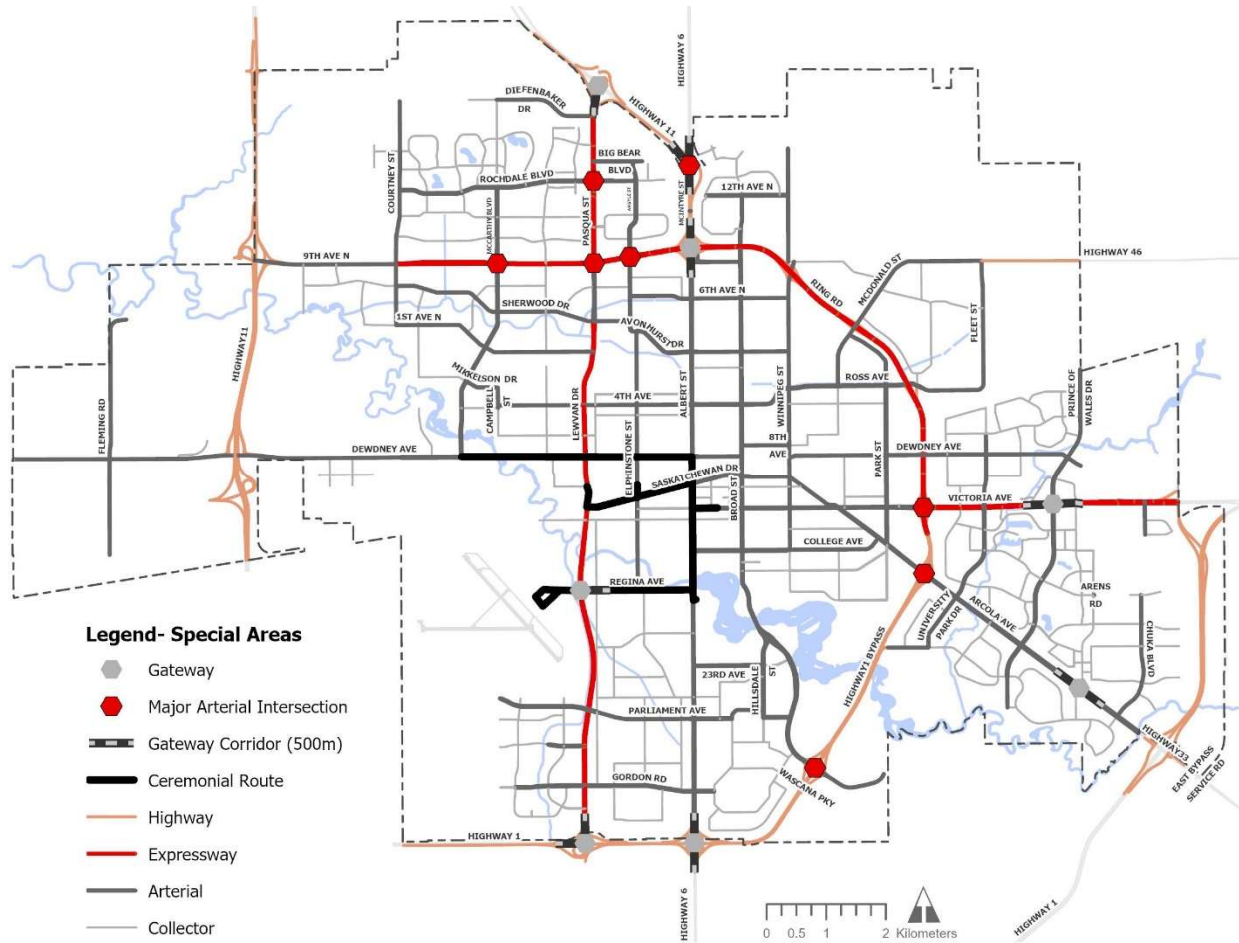 HIGHWAY 6
DIEFENBAKER
DR
HIGHWAY 11
BIG BEAR
BLVD
ROCHDALE BLVD
COURTNEY ST
MCCARTHY BLVD
PASQUA ST
MCINTYRE ST
12TH AVE N
9TH AVE N
HIGHWAY 46
RING RD
MCDONALD ST
FLEET ST
SHERWOOD DR
6TH AVE N
1ST AVE N
AVONHURST DR
HIGHWAY11
MIKKELSON DR
CAMPBELL
ST
LEWVAN DR
4TH AVE
ALBERT ST
WINNIPEG ST
ROSS AVE
PRINCE OF
WALES DR
FLEMING RD
DEWDNEY AVE
ELPHINSTONE ST
SASKATCHEWAN DR
8TH
AVE
BROAD ST
PARK ST
DEWDNEY AVE
VICTORIA AVE
COLLEGE AVE
REGINA AVE
UNIVERSITY
PARK DR
ARCOLA AVE
ARENS
RD
CHUKA BLVD
HIGHWAY1 BYPASS
23RD AVE
HILLSDALE
ST
PARLIAMENT AVE
GORDON RD
WASCANA PKY
HIGHWAY33
EAST BYPASS
SERVICE RD
HIGHWAY 1
HIGHWAY 6
HIGHWAY 1
Legend- Special Areas
Gateway
Major Arterial Intersection
Gateway Corridor (500m)
Ceremonial Route
Highway
Expressway
Arterial
Collector
0 0.5 1 2 Kilometers